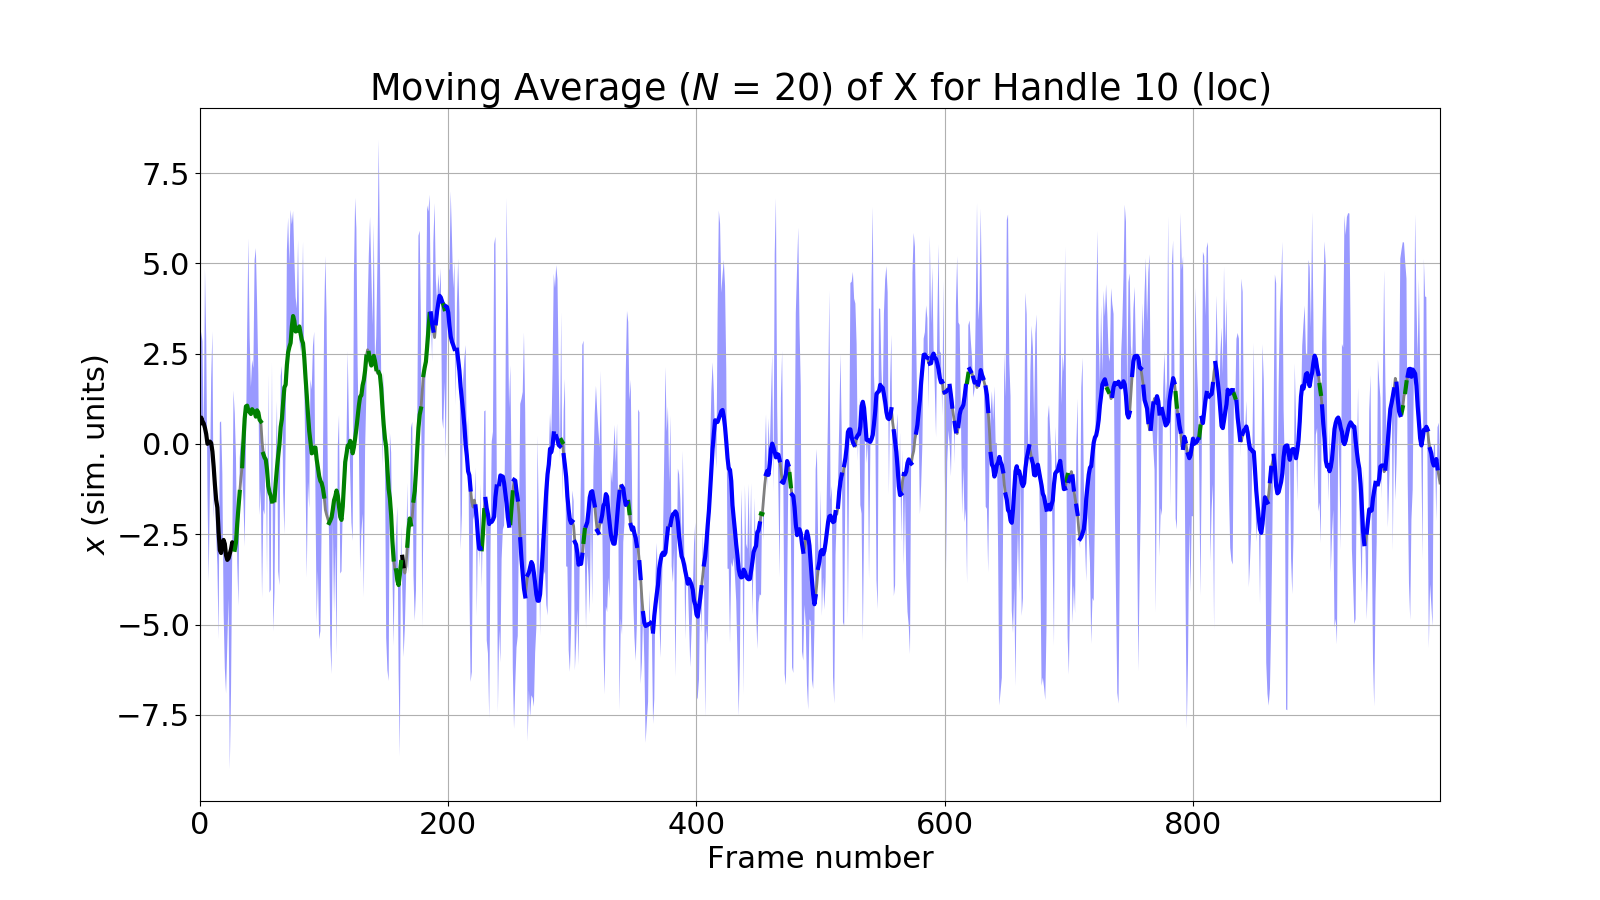 Moving Average (N = 20) of X for Handle 10 (loc)
x (sim. units)
7.5
5.0
2.5
0.0
−2.5
−5.0
−7.5
0 200 400 600 800
Frame number